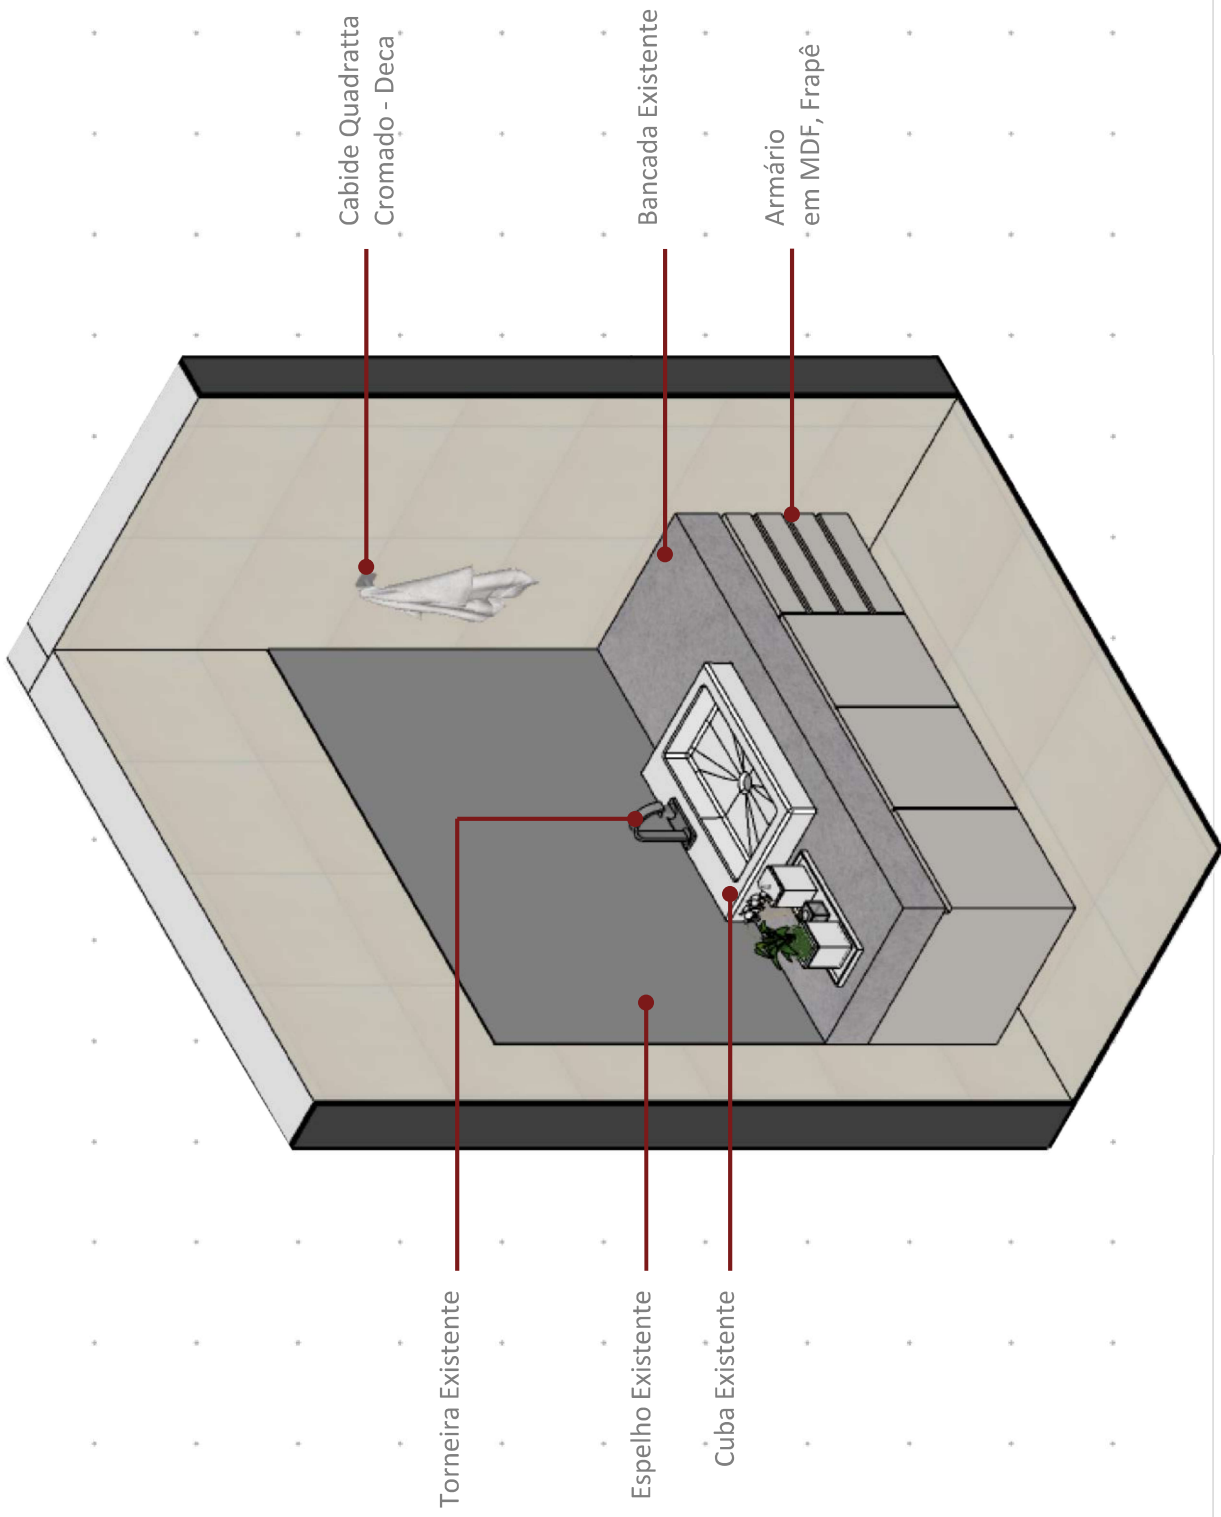 Torneira Existente
Espelho Existente
Cuba Existente
Cabide Quadratta
Cromado - Deca
Bancada Existente
Armário
em MDF, Frapê